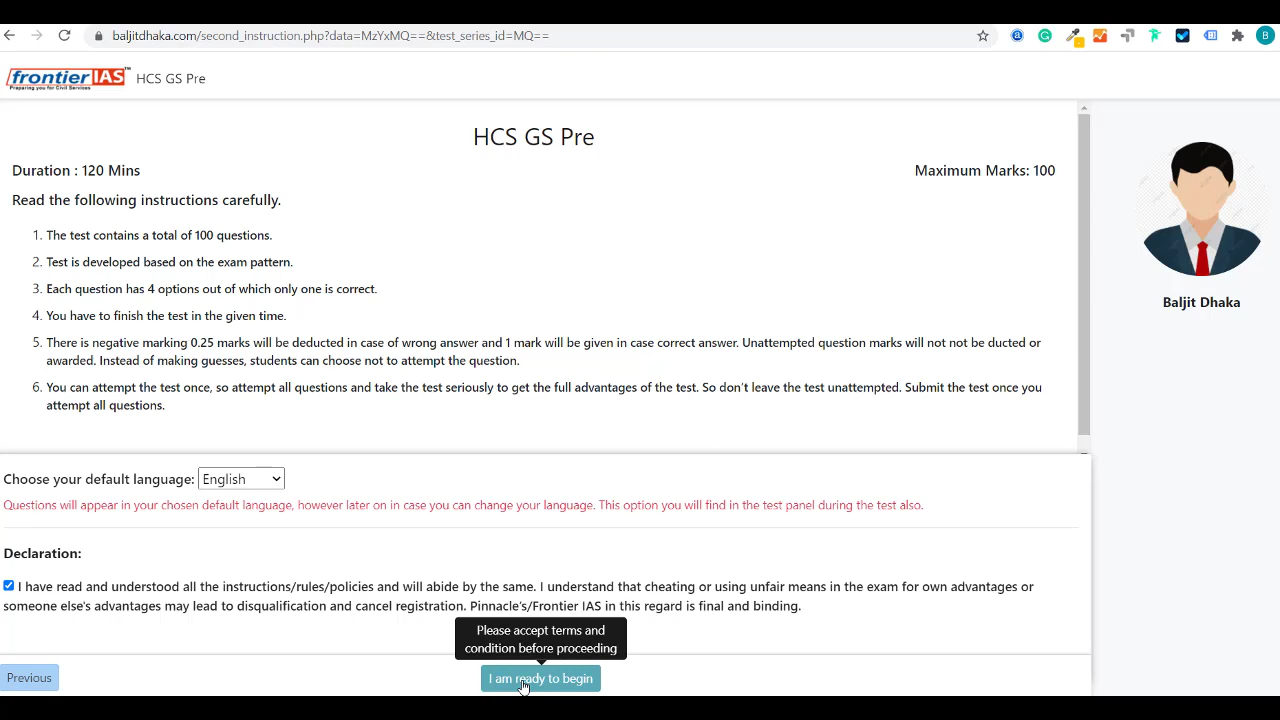 baljitdhaka.com/second_instruction.php?data=MzYxMQ==&test_series_id=MQ==
B
frontier IAS™ HCS GS Pre
Preparing you for Civil Services
HCS GS Pre
Duration : 120 Mins Maximum Marks: 100
Read the following instructions carefully.
1. The test contains a total of 100 questions.
2. Test is developed based on the exam pattern.
3. Each question has 4 options out of which only one is correct.
4. You have to finish the test in the given time.
5. There is negative marking 0.25 marks will be deducted in case of wrong answer and 1 mark will be given in case correct answer. Unattempted question marks will not not be ducted or
awarded. Instead of making guesses, students can choose not to attempt the question.
6. You can attempt the test once, so attempt all questions and take the test seriously to get the full advantages of the test. So don't leave the test unattempted. Submit the test once you
attempt all questions.
Baljit Dhaka
Choose your default language: English
Questions will appear in your chosen default language, however later on in case you can change your language. This option you will find in the test panel during the test also.
Declaration:
I have read and understood all the instructions/rules/policies and will abide by the same. I understand that cheating or using unfair means in the exam for own advantages or
someone else's advantages may lead to disqualification and cancel registration. Pinnacle's/Frontier IAS in this regard is final and binding.
Please accept terms and
condition before proceeding
Previous I am ready to begin